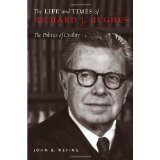 The LIFE and TIMES of
RICHARD J. HUGHES
The Politics of Civility
JOHN B. WEFING